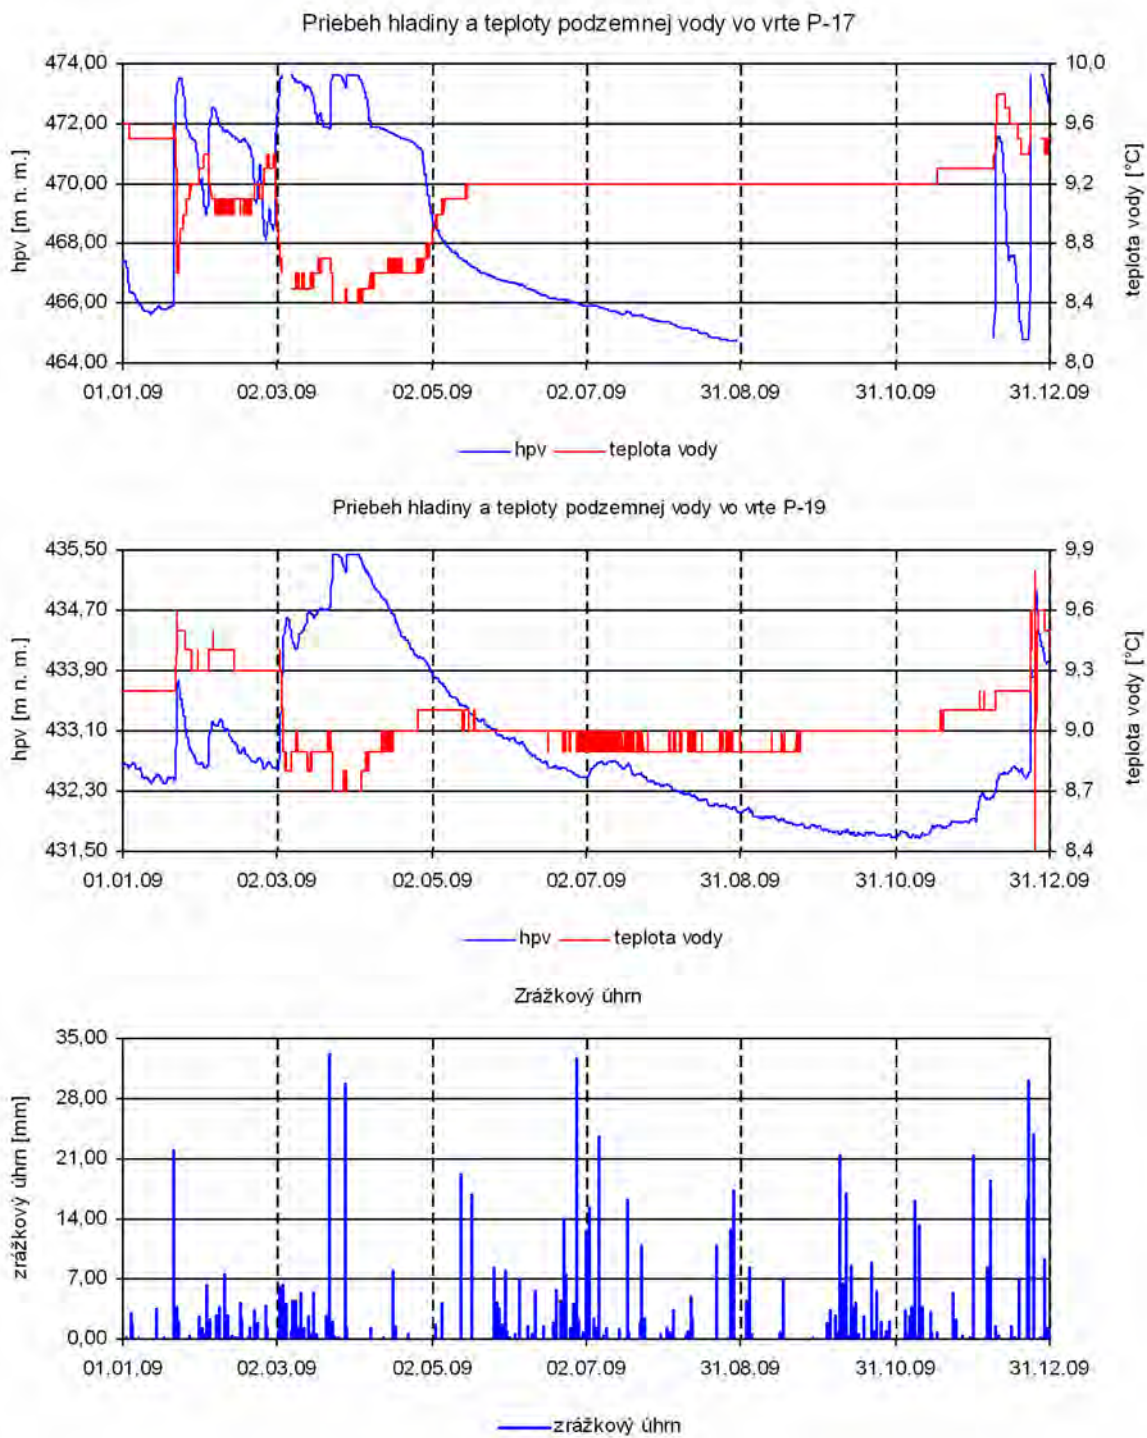 Priebeh hladiny a teploty podzemnej vody vo vrte P-17
474,00 10,0
472,00 9,6
470,00 9,2
468,00 8,8
466,00 8,4
464,00 8,0
hpv [m n. m.]
teplota vody [°C]
01.01.09 02.03.09 02.05.09 02.07.09 31.08.09 31.10.09 31.12.09
hpv teplota vody
Priebeh hladiny a teploty podzemnej vody vo vrte P-19
435,50 9,9
434,70 9,6
433,90 9,3
433,10 9,0
432,30 8,7
431,50 8,4
hpv [m n. m.]
teplota vody [°C]
01.01.09 02.03.09 02.05.09 02.07.09 31.08.09 31.10.09 31.12.09
hpv teplota vody
Zrážkový úhrn
35,00
28,00
21,00
14,00
7,00
0,00
zrážkový úhrn [mm]
01.01.09 02.03.09 02.05.09 02.07.09 31.08.09 31.10.09 31.12.09
zrážkový úhrn